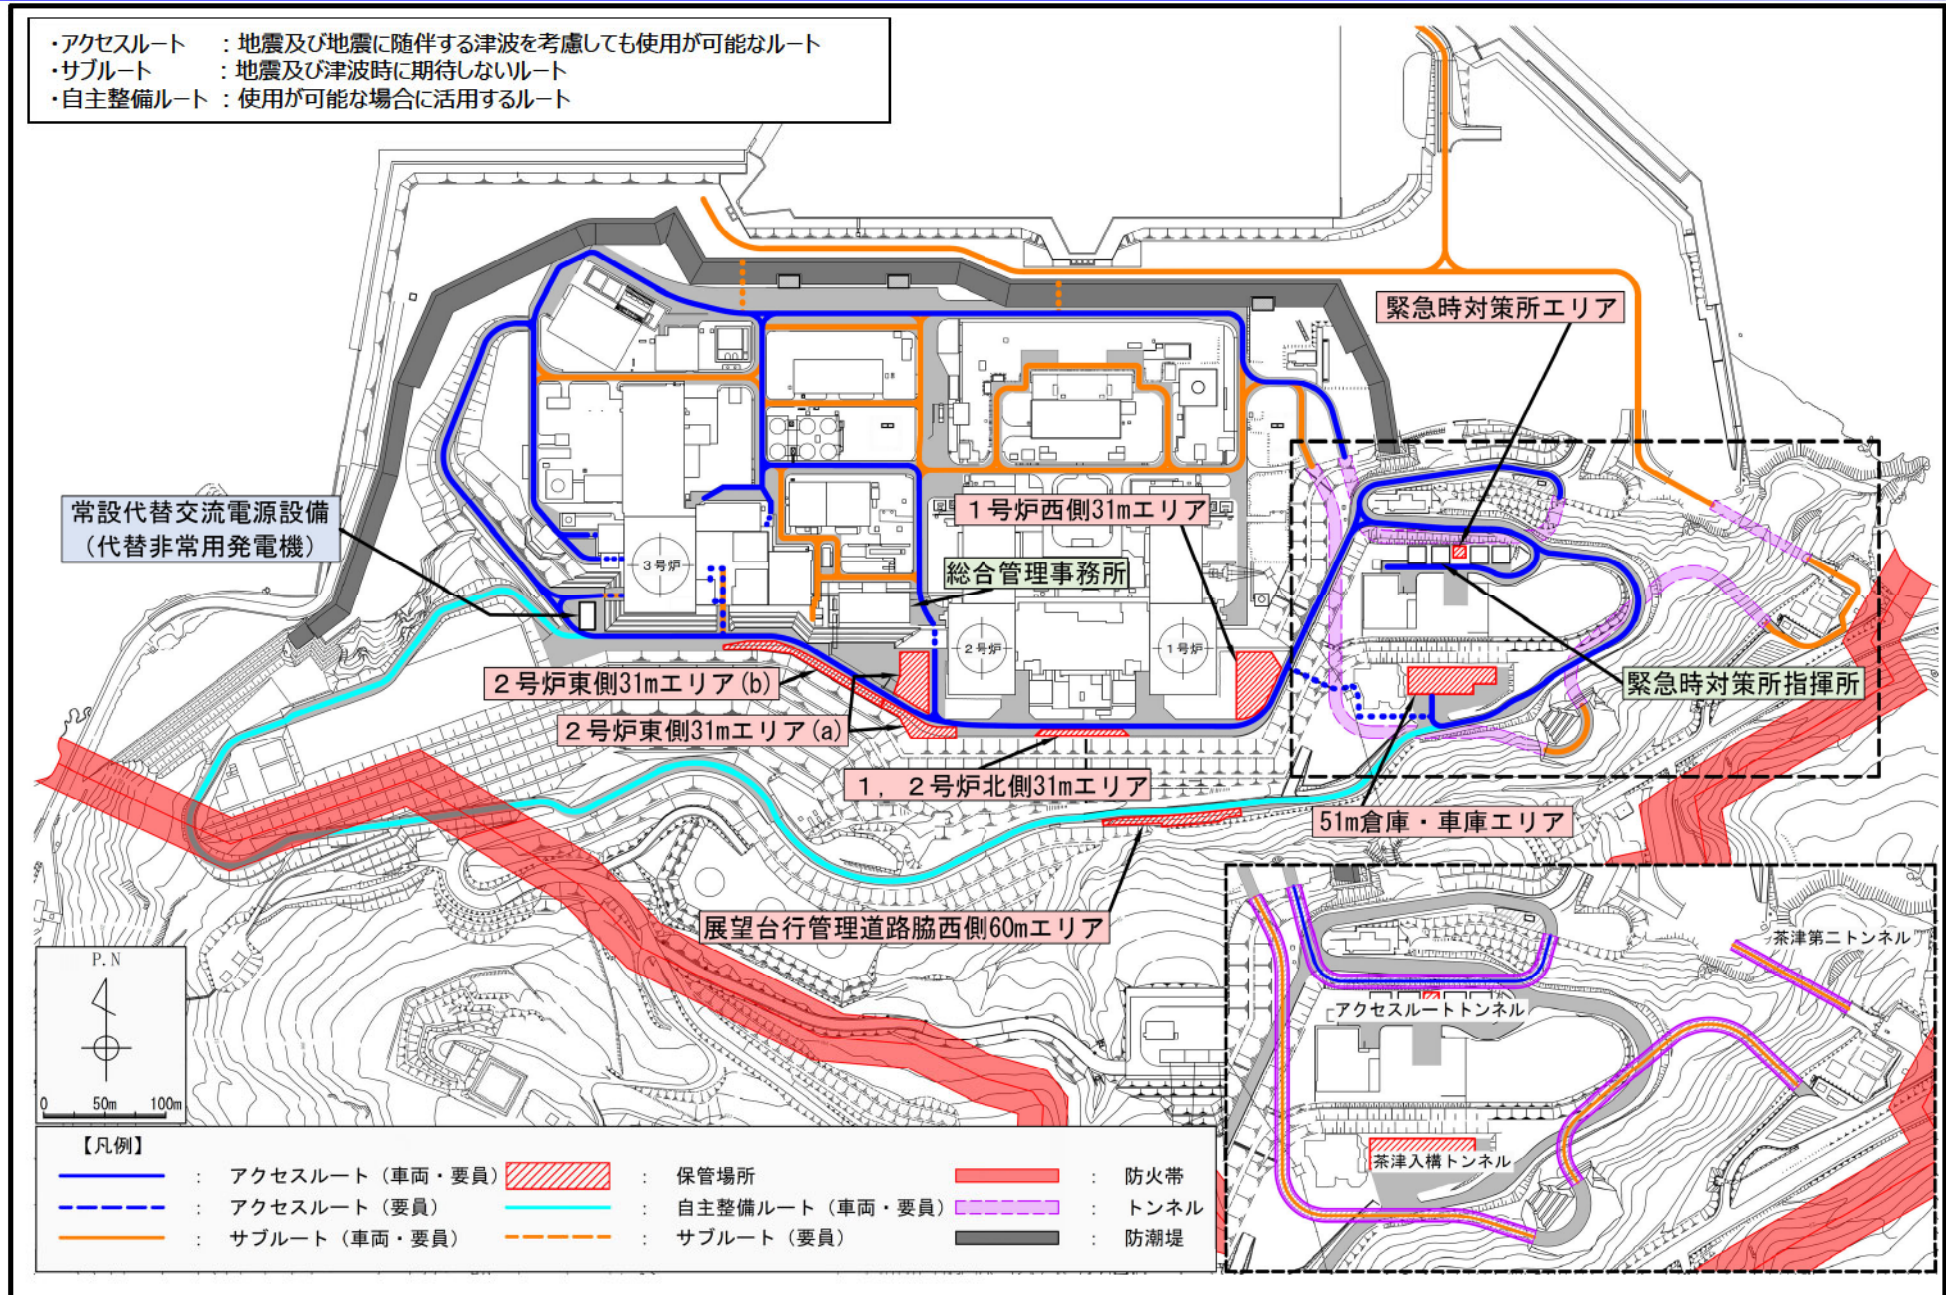 ・アクセスルート ：地震及び地震に随伴する津波を考慮しても使用が可能なルート
・サブルート ：地震及び津波時に期待しないルート
・自主整備ルート：使用が可能な場合に活用するルート
緊急時対策所エリア
常設代替交流電源設備
（代替非常用発電機）
１号炉西側31mエリア
３号炉
総合管理事務所
２号炉
１号炉
２号炉東側31mエリア(b)
緊急時対策所指揮所
２号炉東側31mエリア(a)
１，２号炉北側31mエリア
51m倉庫・車庫エリア
展望台行管理道路脇西側60mエリア
茶津第二トンネル
アクセスルートトンネル
茶津入構トンネル
P.N
0 50m 100m
【凡例】
： アクセスルート（車両・要員）
： 保管場所
： 防火帯
： アクセスルート（要員）
： 自主整備ルート（車両・要員）
： トンネル
： サブルート（車両・要員）
： サブルート（要員）
： 防潮堤